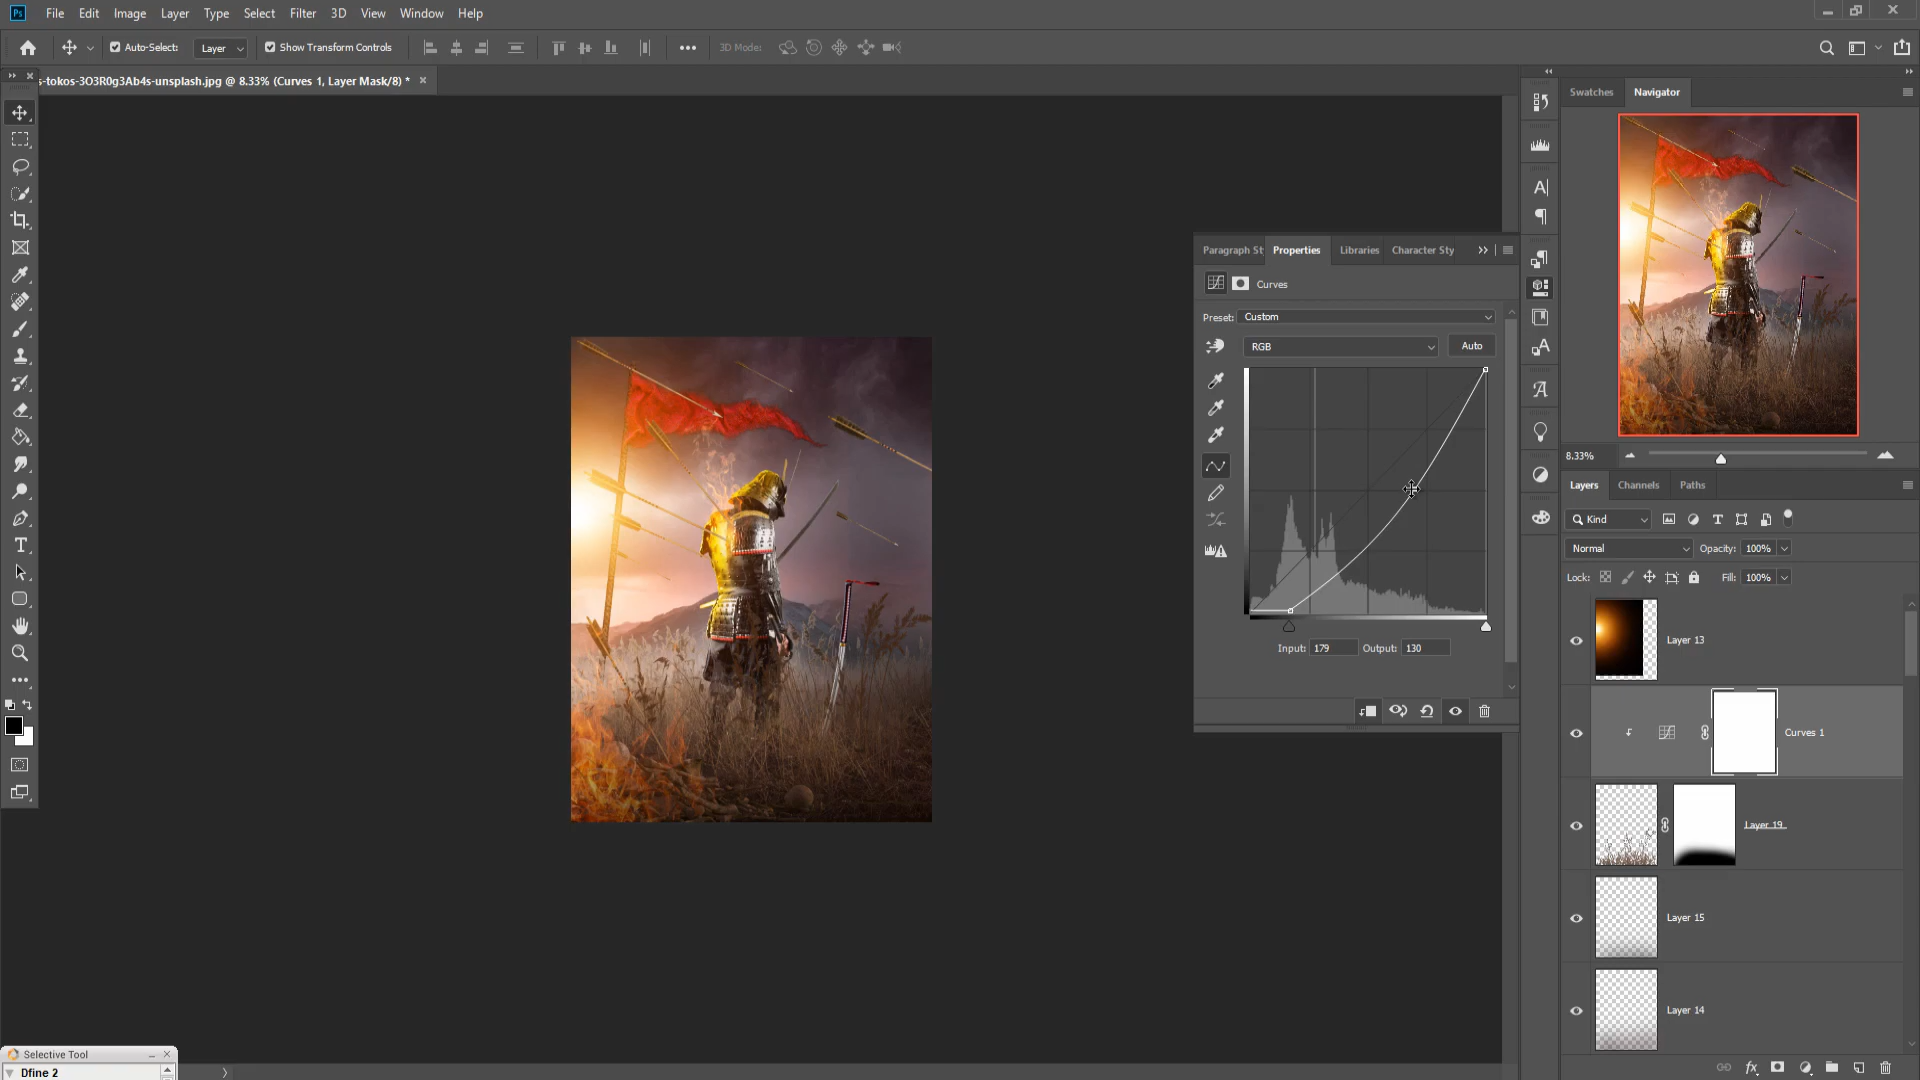 Ps File Edit Image Layer Type Select Filter 3D View Window Help
Auto-Select: Layer Show Transform Controls 3D Mode:
s-tokos-3O3R0g3Ab4s-unsplash.jpg @ 8.33% (Curves 1, Layer Mask/8) *
Swatches Navigator
Paragraph St Properties Libraries Character Sty
Curves
Preset: Custom
RGB Auto
Input: 179 Output: 130
8.33%
Layers Channels Paths
Kind
Normal Opacity: 100%
Lock: Fill: 100%
Layer 13
Curves 1
Layer 19
Layer 15
Layer 14
Selective Tool
Dfine 2